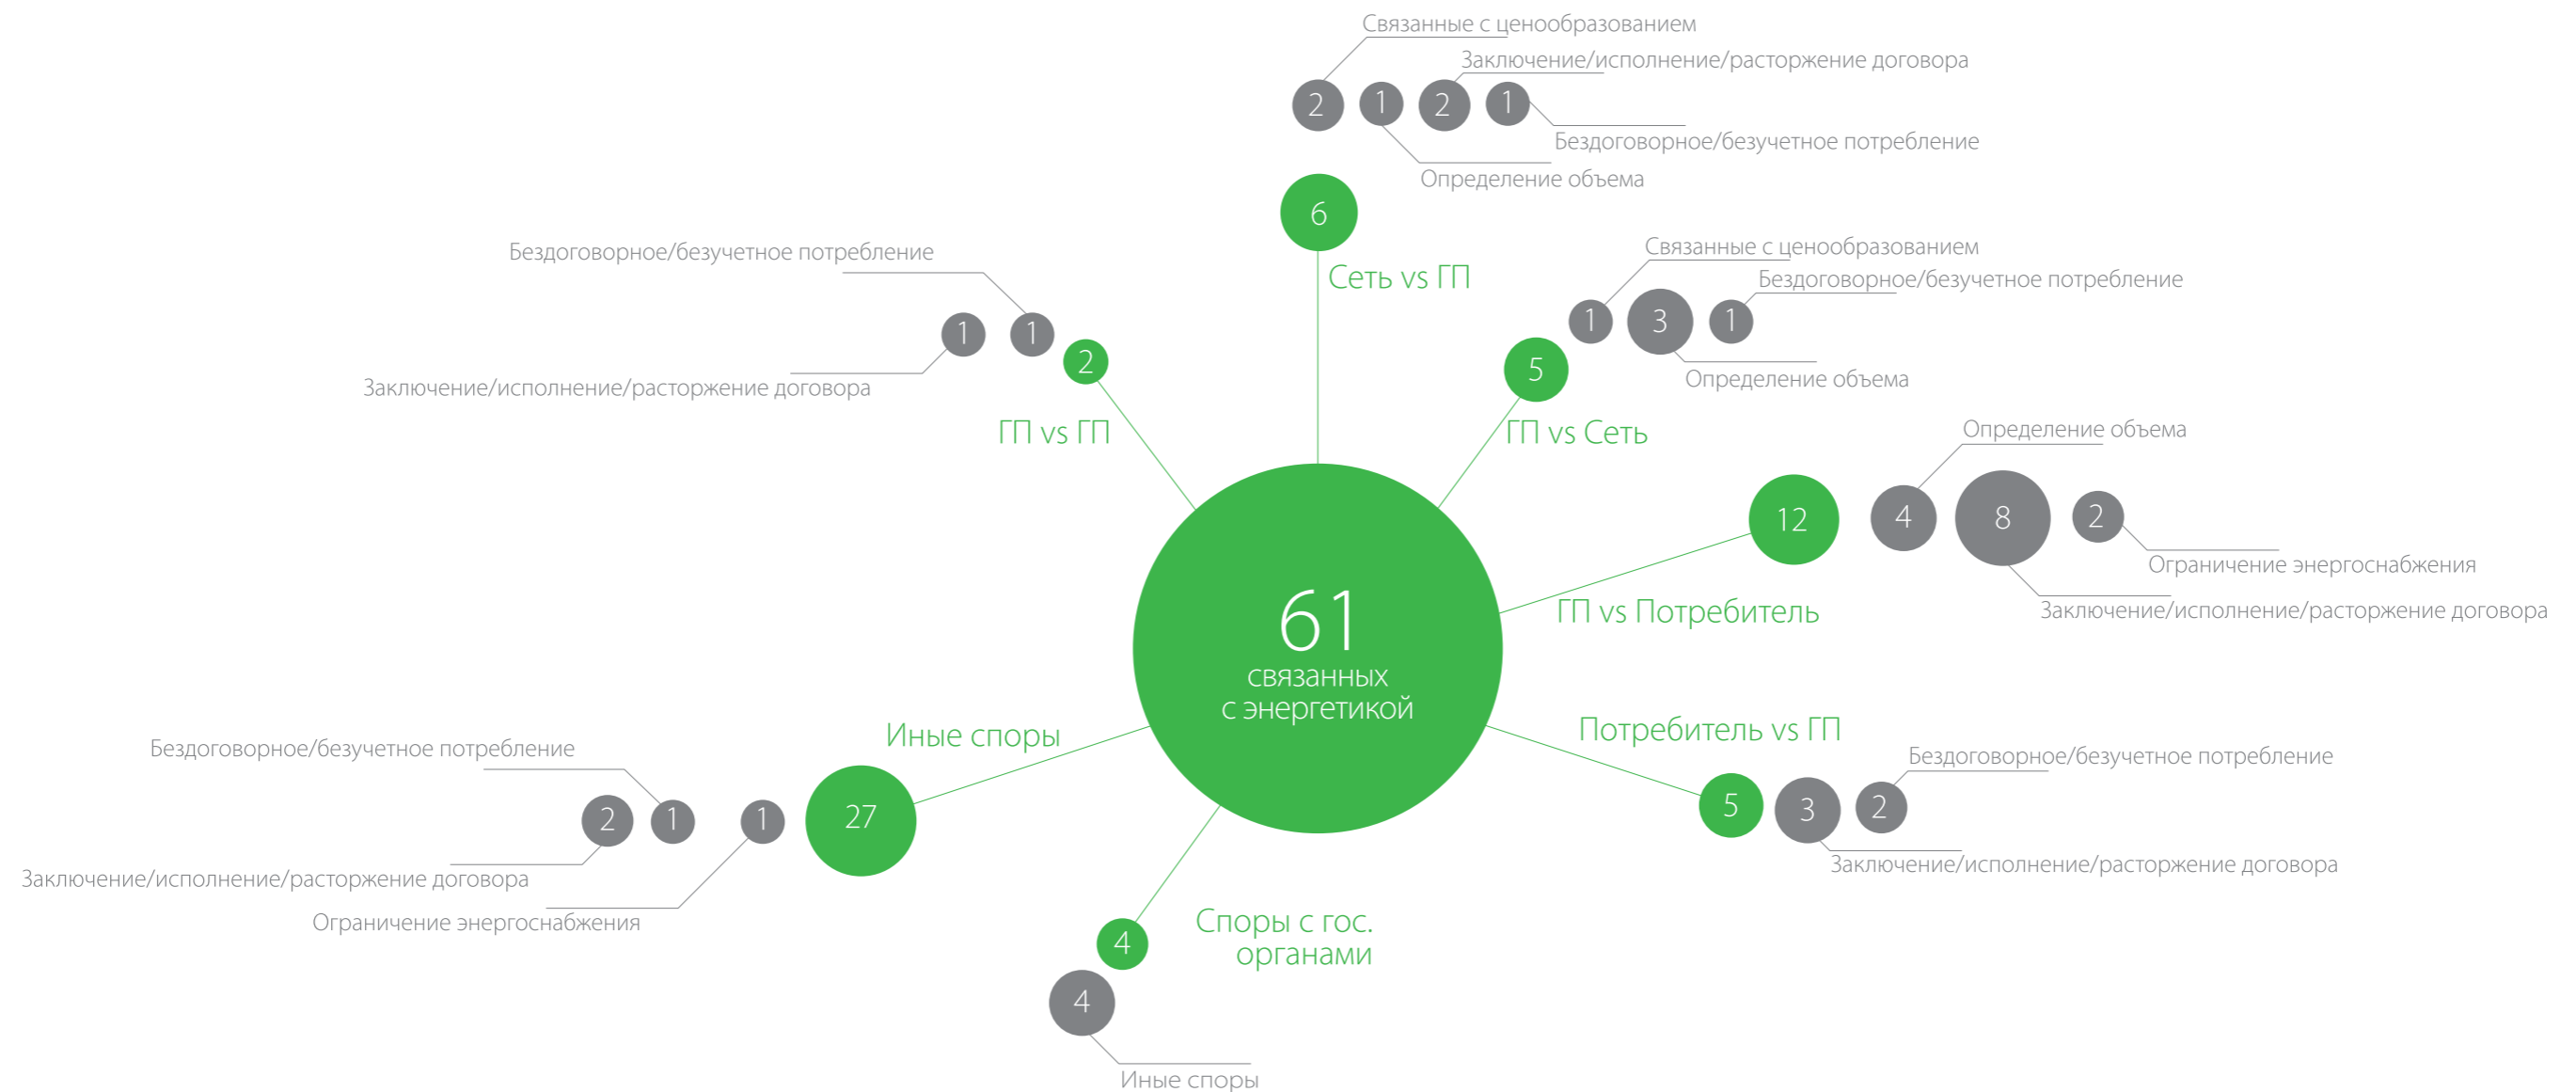 Связанные с ценообразованием
Заключение/исполнение/расторжение договора
2 1 2 1
Бездоговорное/безучетное потребление
Определение объема
6
Сеть vs ГП
Бездоговорное/безучетное потребление
1 1
2
Заключение/исполнение/расторжение договора
ГП vs ГП
Связанные с ценообразованием
Бездоговорное/безучетное потребление
1 3 1
5
Определение объема
ГП vs Сеть
Определение объема
12 4 8 2
Ограничение энергоснабжения
Заключение/исполнение/расторжение договора
ГП vs Потребитель
61
связанных
с энергетикой
Потребитель vs ГП
Бездоговорное/безучетное потребление
5 3 2
Заключение/исполнение/расторжение договора
Иные споры
Бездоговорное/безучетное потребление
2 1 1 27
Заключение/исполнение/расторжение договора
Ограничение энергоснабжения
Споры с гос.
органами
4
4
Иные споры